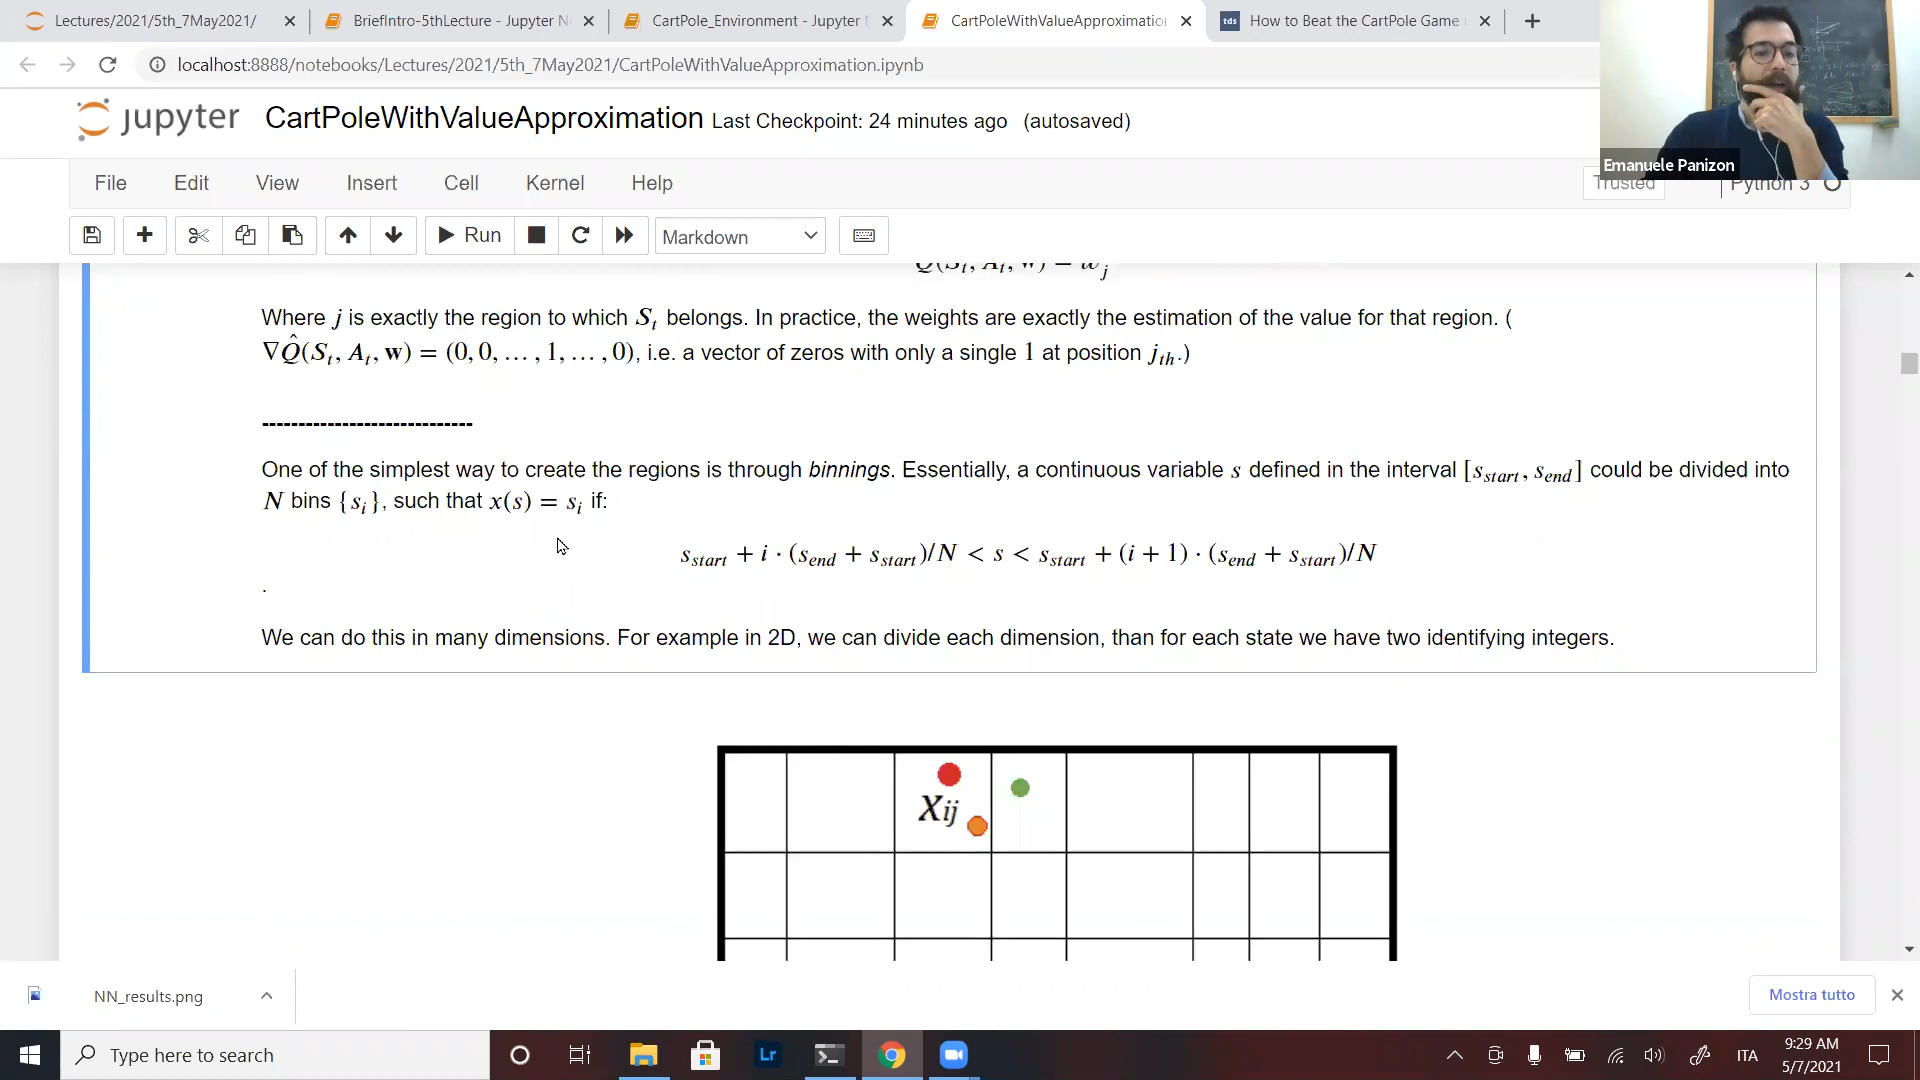 Lectures/2021/5th_7May2021/
BriefIntro-5thLecture - Jupyter N
CartPole_Environment - Jupyter
CartPoleWithValueApproximation
How to Beat the CartPole Game
localhost:8888/notebooks/Lectures/2021/5th_7May2021/CartPoleWithValueApproximation.ipynb
jupyter CartPoleWithValueApproximation Last Checkpoint: 24 minutes ago (autosaved)
Emanuele Panizon
File Edit View Insert Cell Kernel Help Trusted Python 3
Run Markdown
Q̂(S_t, A_t, w) = w_j
Where j is exactly the region to which S_t belongs. In practice, the weights are exactly the estimation of the value for that region. (
∇Q̂(S_t, A_t, w) = (0, 0, … , 1, … , 0), i.e. a vector of zeros with only a single 1 at position j_th.)
-----------------------------
One of the simplest way to create the regions is through binnings. Essentially, a continuous variable s defined in the interval [s_start, s_end] could be divided into
N bins {s_i}, such that x(s) = s_i if:
s_start + i · (s_end + s_start)/N < s < s_start + (i + 1) · (s_end + s_start)/N
.
We can do this in many dimensions. For example in 2D, we can divide each dimension, than for each state we have two identifying integers.
X_ij
NN_results.png
Mostra tutto
Type here to search
Lr
ITA
9:29 AM
5/7/2021